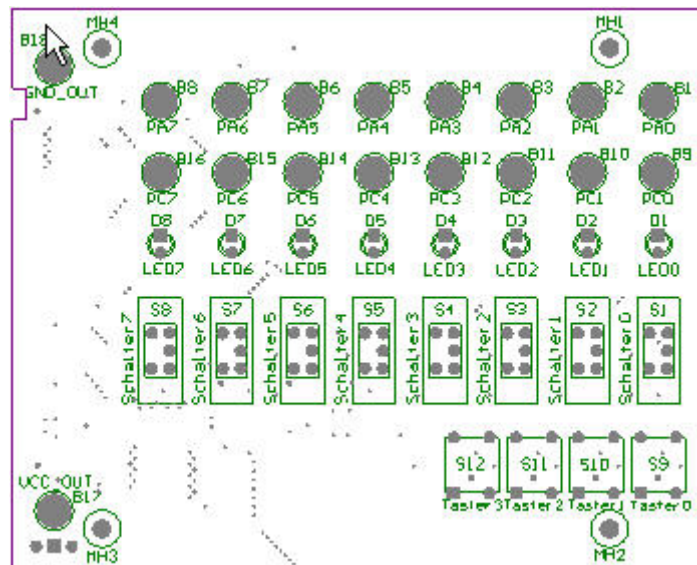 MH4 MH1
B18
GND_OUT
B8 B7 B6 B5 B4 B3 B2 B1
PA7 PA6 PA5 PA4 PA3 PA2 PA1 PA0
B16 B15 B14 B13 B12 B11 B10 B9
PC7 PC6 PC5 PC4 PC3 PC2 PC1 PC0
D8 D7 D6 D5 D4 D3 D2 D1
LED7 LED6 LED5 LED4 LED3 LED2 LED1 LED0
S8 S7 S6 S5 S4 S3 S2 S1
Schalter7 Schalter6 Schalter5 Schalter4 Schalter3 Schalter2 Schalter1 Schalter0
S12 S11 S10 S9
Taster3 Taster2 Taster1 Taster0
VCC_OUT
B17
MH3 MH2